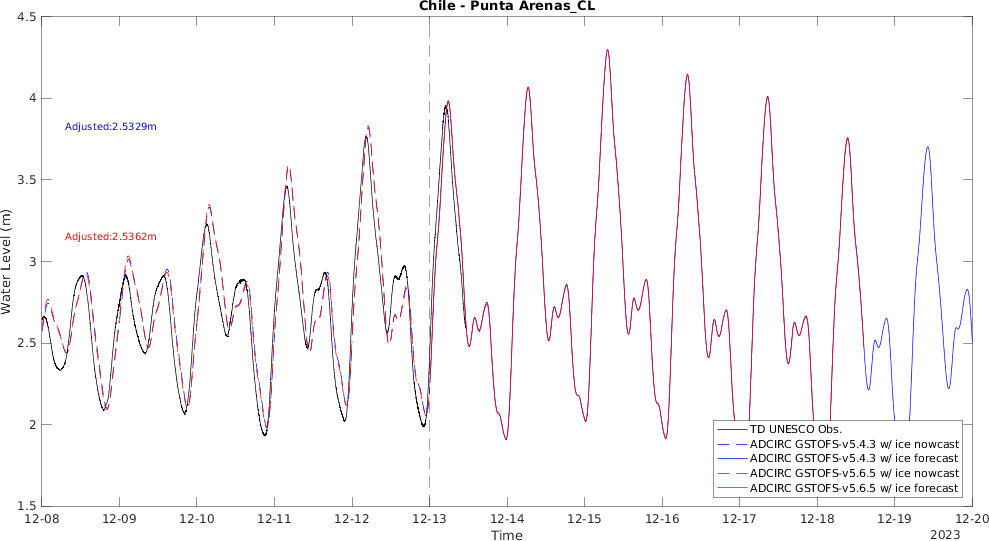 Chile - Punta Arenas_CL
Water Level (m)
4.5
4
3.5
3
2.5
2
1.5
Adjusted:2.5329m
Adjusted:2.5362m
TD UNESCO Obs.
ADCIRC GSTOFS-v5.4.3 w/ ice nowcast
ADCIRC GSTOFS-v5.4.3 w/ ice forecast
ADCIRC GSTOFS-v5.6.5 w/ ice nowcast
ADCIRC GSTOFS-v5.6.5 w/ ice forecast
12-08 12-09 12-10 12-11 12-12 12-13 12-14 12-15 12-16 12-17 12-18 12-19 12-20
Time
2023